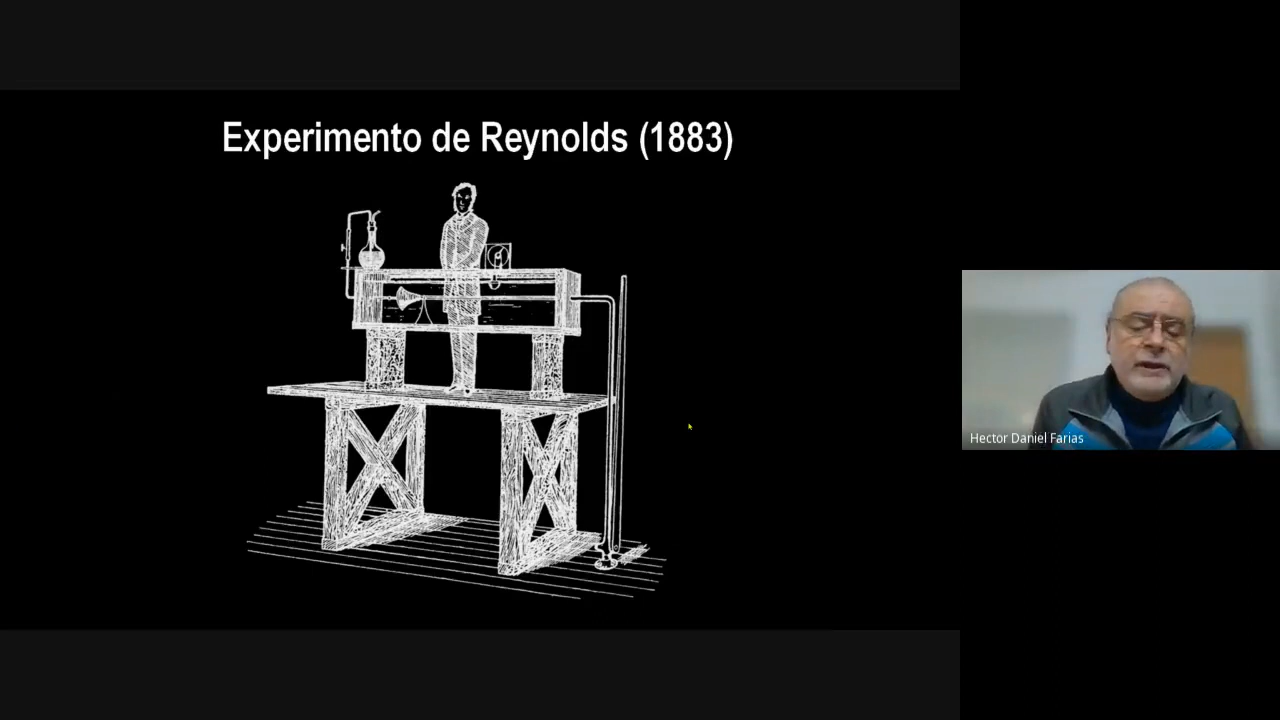 Experimento de Reynolds (1883)
Hector Daniel Farias